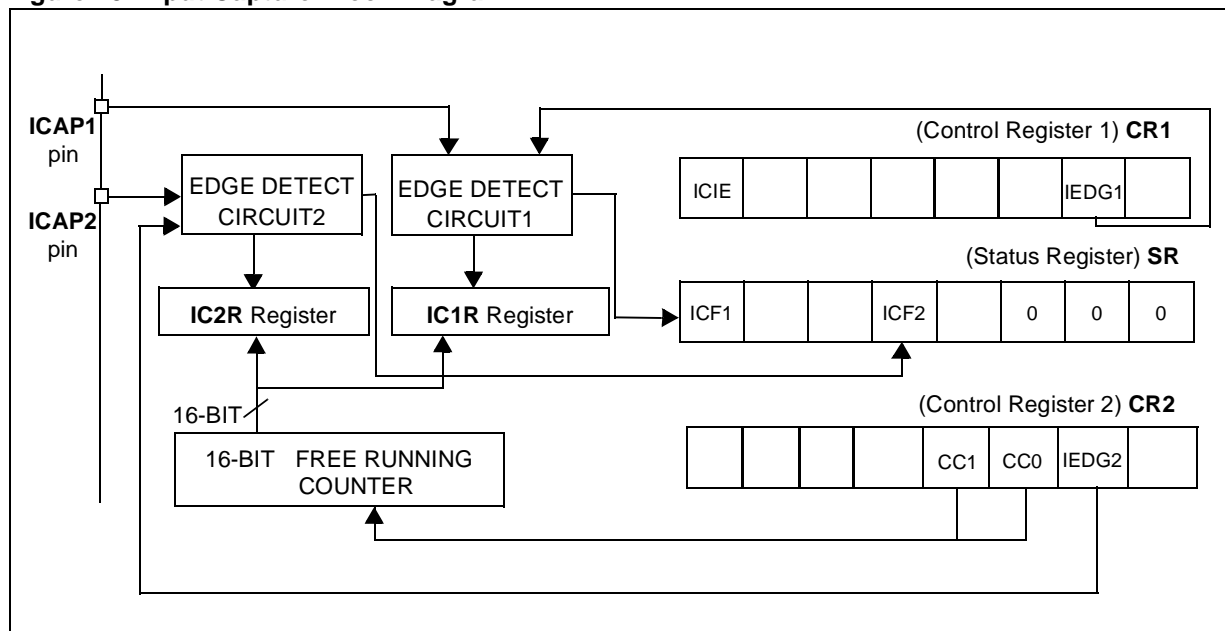 ICAP1
pin
ICAP2
pin
EDGE DETECT
CIRCUIT2
EDGE DETECT
CIRCUIT1
IC2R Register
IC1R Register
16-BIT
16-BIT FREE RUNNING
COUNTER
(Control Register 1) CR1
ICIE IEDG1
(Status Register) SR
ICF1 ICF2 0 0 0
(Control Register 2) CR2
CC1 CC0 IEDG2